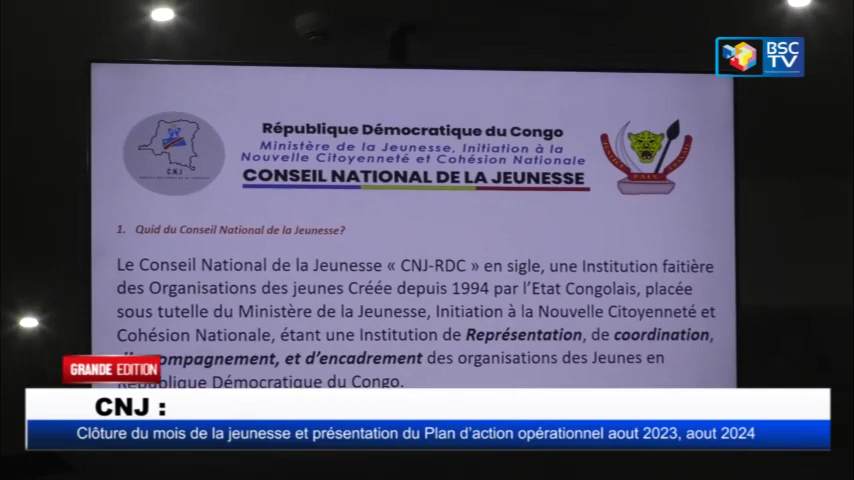 BSC
TV
République Démocratique du Congo
Ministère de la Jeunesse, Initiation à la
Nouvelle Citoyenneté et Cohésion Nationale
CONSEIL NATIONAL DE LA JEUNESSE
C.N.J
1. Quid du Conseil National de la Jeunesse?
Le Conseil National de la Jeunesse « CNJ-RDC » en sigle, une Institution faitière
des Organisations des jeunes Créée depuis 1994 par l'Etat Congolais, placée
sous tutelle du Ministère de la Jeunesse, Initiation à la Nouvelle Citoyenneté et
Cohésion Nationale, étant une Institution de Représentation, de coordination,
et d'encadrement des organisations des Jeunes en
République Démocratique du Congo.
GRANDE EDITION
CNJ :
Clôture du mois de la jeunesse et présentation du Plan d'action opérationnel aout 2023, aout 2024